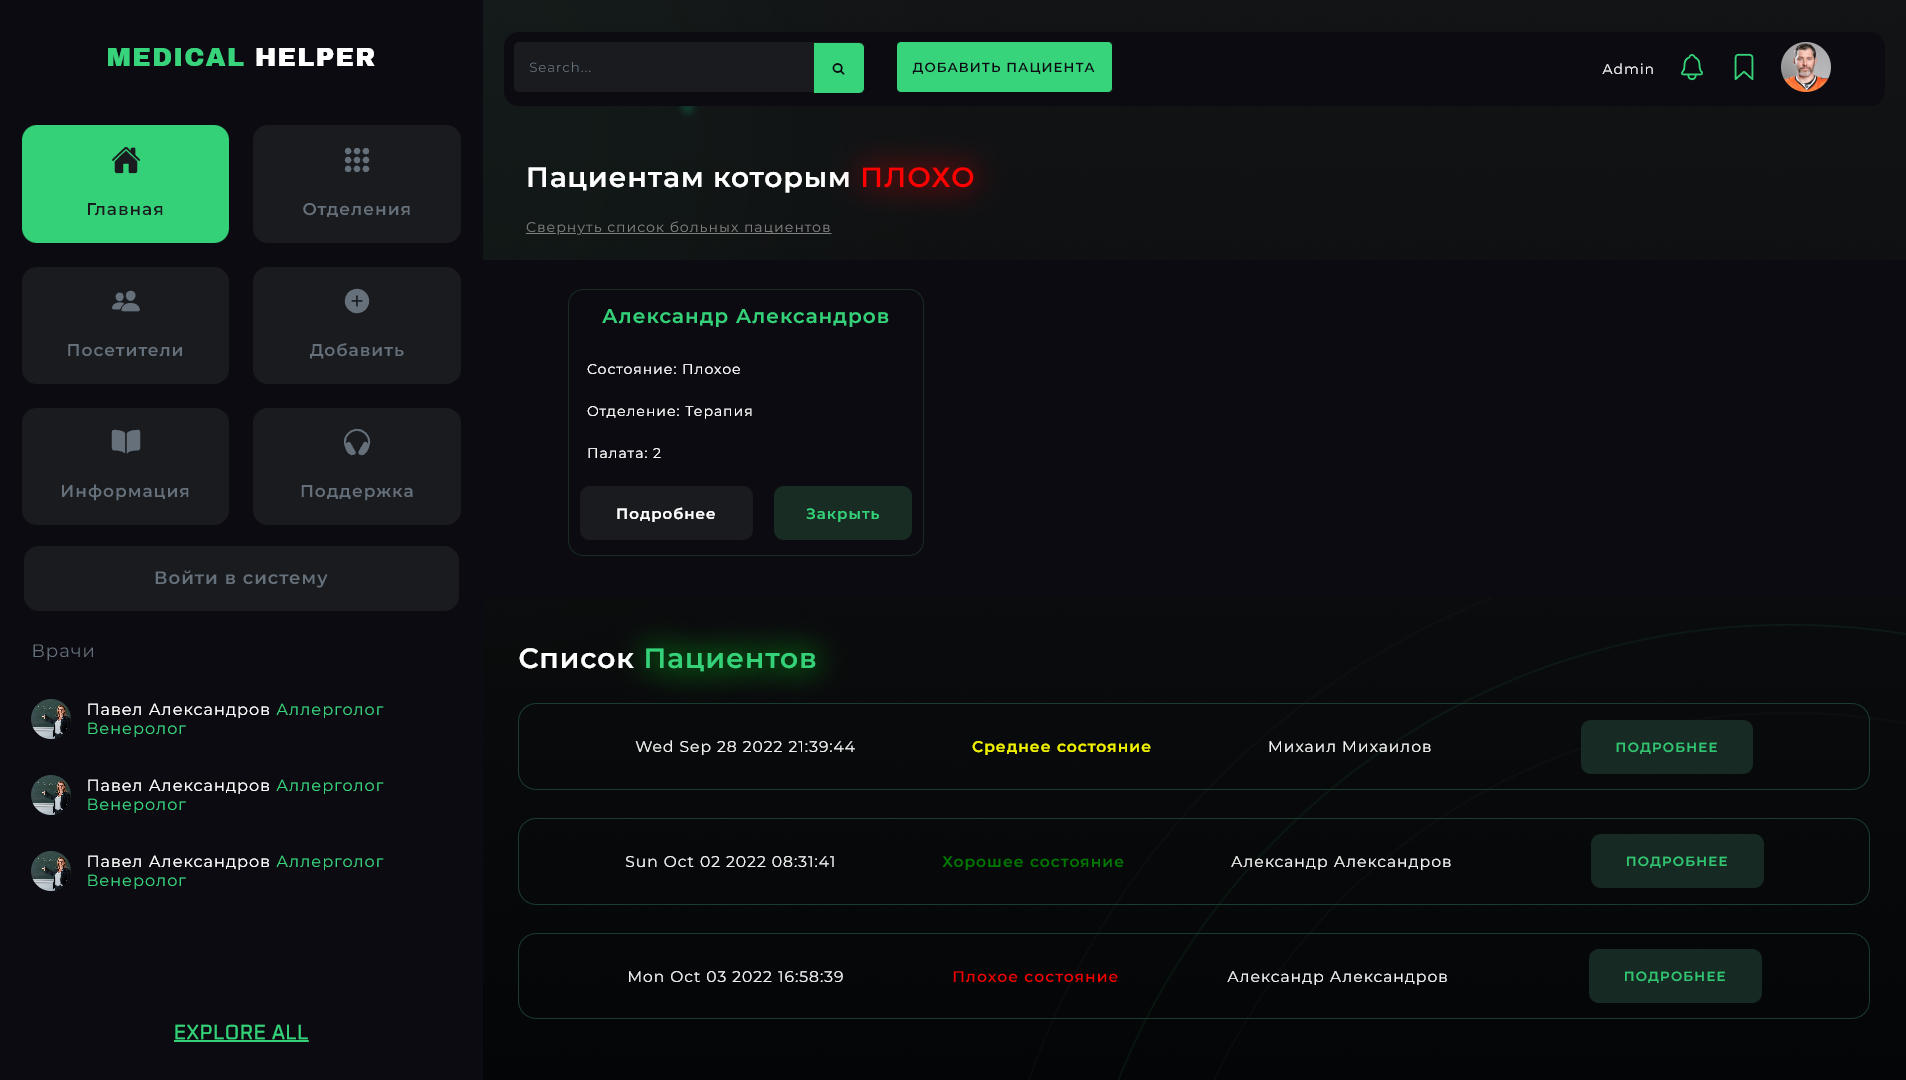 MEDICAL HELPER
Главная
Отделения
Посетители
Добавить
Информация
Поддержка
Войти в систему
Врачи
Павел Александров Аллерголог
Венеролог
Павел Александров Аллерголог
Венеролог
Павел Александров Аллерголог
Венеролог
EXPLORE ALL
Search...
ДОБАВИТЬ ПАЦИЕНТА
Admin
Пациентам которым ПЛОХО
Свернуть список больных пациентов
Александр Александров
Состояние: Плохое
Отделение: Терапия
Палата: 2
Подробнее
Закрыть
Список Пациентов
Wed Sep 28 2022 21:39:44 Среднее состояние Михаил Михаилов ПОДРОБНЕЕ
Sun Oct 02 2022 08:31:41 Хорошее состояние Александр Александров ПОДРОБНЕЕ
Mon Oct 03 2022 16:58:39 Плохое состояние Александр Александров ПОДРОБНЕЕ